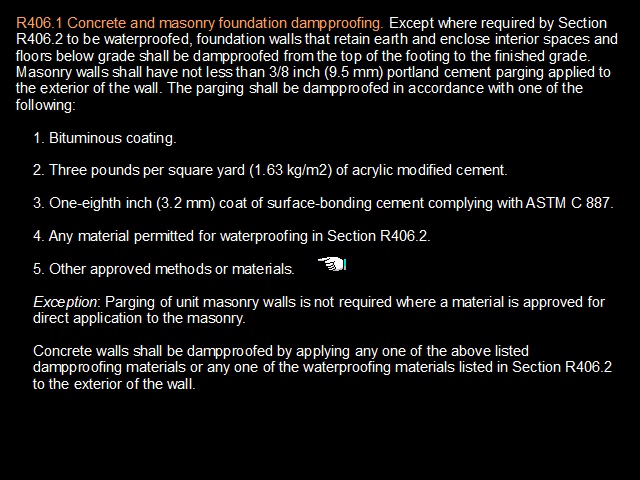 R406.1 Concrete and masonry foundation dampproofing. Except where required by Section
R406.2 to be waterproofed, foundation walls that retain earth and enclose interior spaces and
floors below grade shall be dampproofed from the top of the footing to the finished grade.
Masonry walls shall have not less than 3/8 inch (9.5 mm) portland cement parging applied to
the exterior of the wall. The parging shall be dampproofed in accordance with one of the
following:
1. Bituminous coating.
2. Three pounds per square yard (1.63 kg/m2) of acrylic modified cement.
3. One-eighth inch (3.2 mm) coat of surface-bonding cement complying with ASTM C 887.
4. Any material permitted for waterproofing in Section R406.2.
5. Other approved methods or materials.
Exception: Parging of unit masonry walls is not required where a material is approved for
direct application to the masonry.
Concrete walls shall be dampproofed by applying any one of the above listed
dampproofing materials or any one of the waterproofing materials listed in Section R406.2
to the exterior of the wall.